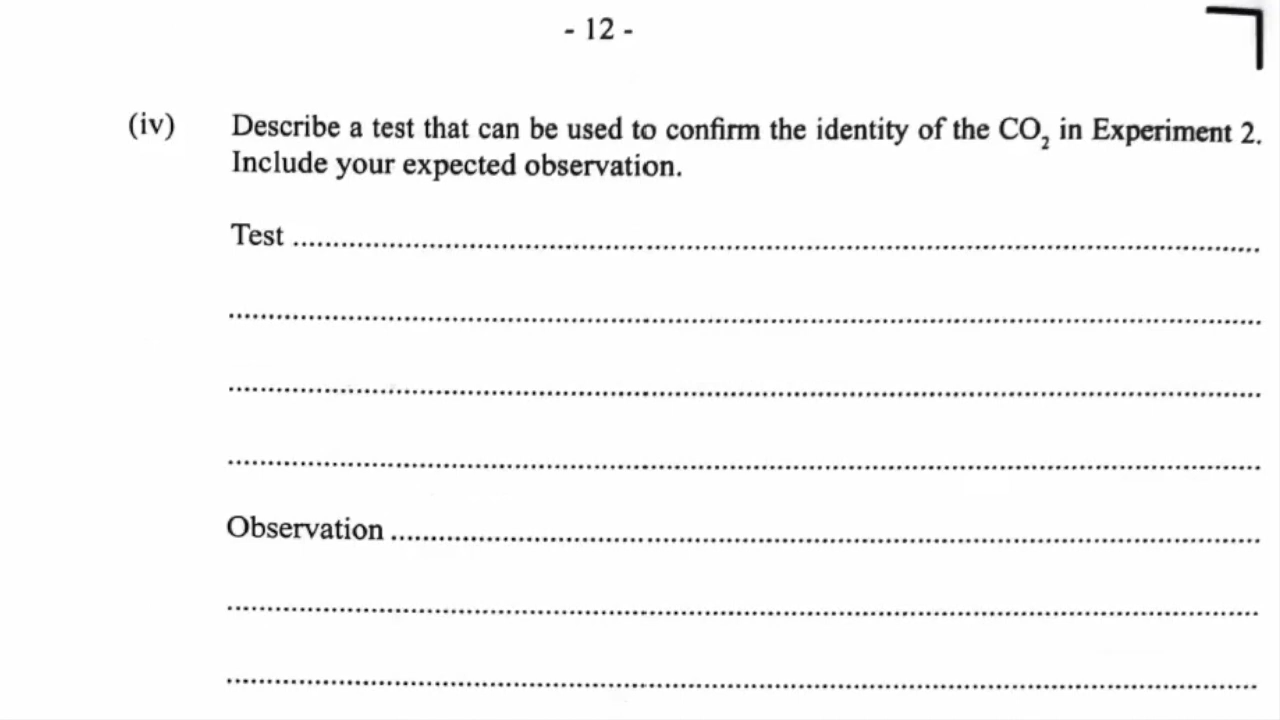 - 12 -
(iv) Describe a test that can be used to confirm the identity of the CO₂ in Experiment 2.
Include your expected observation.
Test ................................................................................
................................................................................
................................................................................
................................................................................
Observation ................................................................................
................................................................................
................................................................................